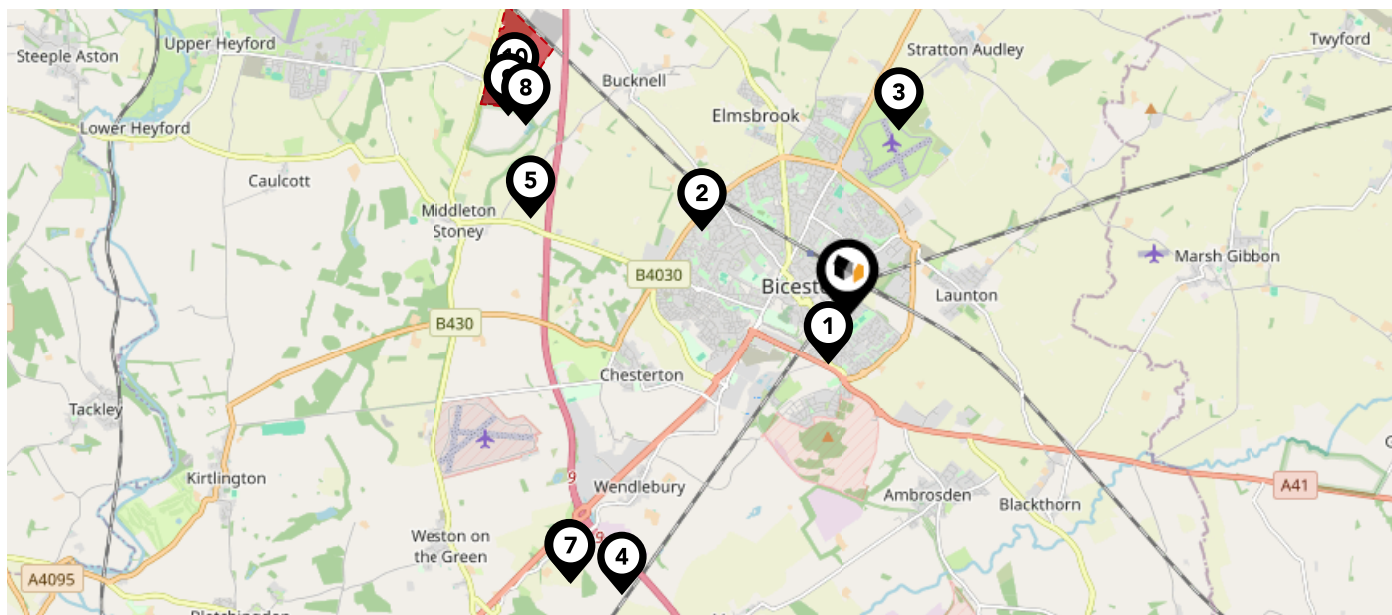 Upper Heyford
Steeple Aston
Stratton Audley
Twyford
10
8
Bucknell
3
Elmsbrook
Lower Heyford
5
Caulcott
2
Middleton
Stoney
Marsh Gibbon
B4030
Launton
1
B430
Chesterton
Tackley
9
Kirtlington
Wendlebury
A41
Ambrosden
Blackthorn
Weston on
the Green
7
9
4
A4095